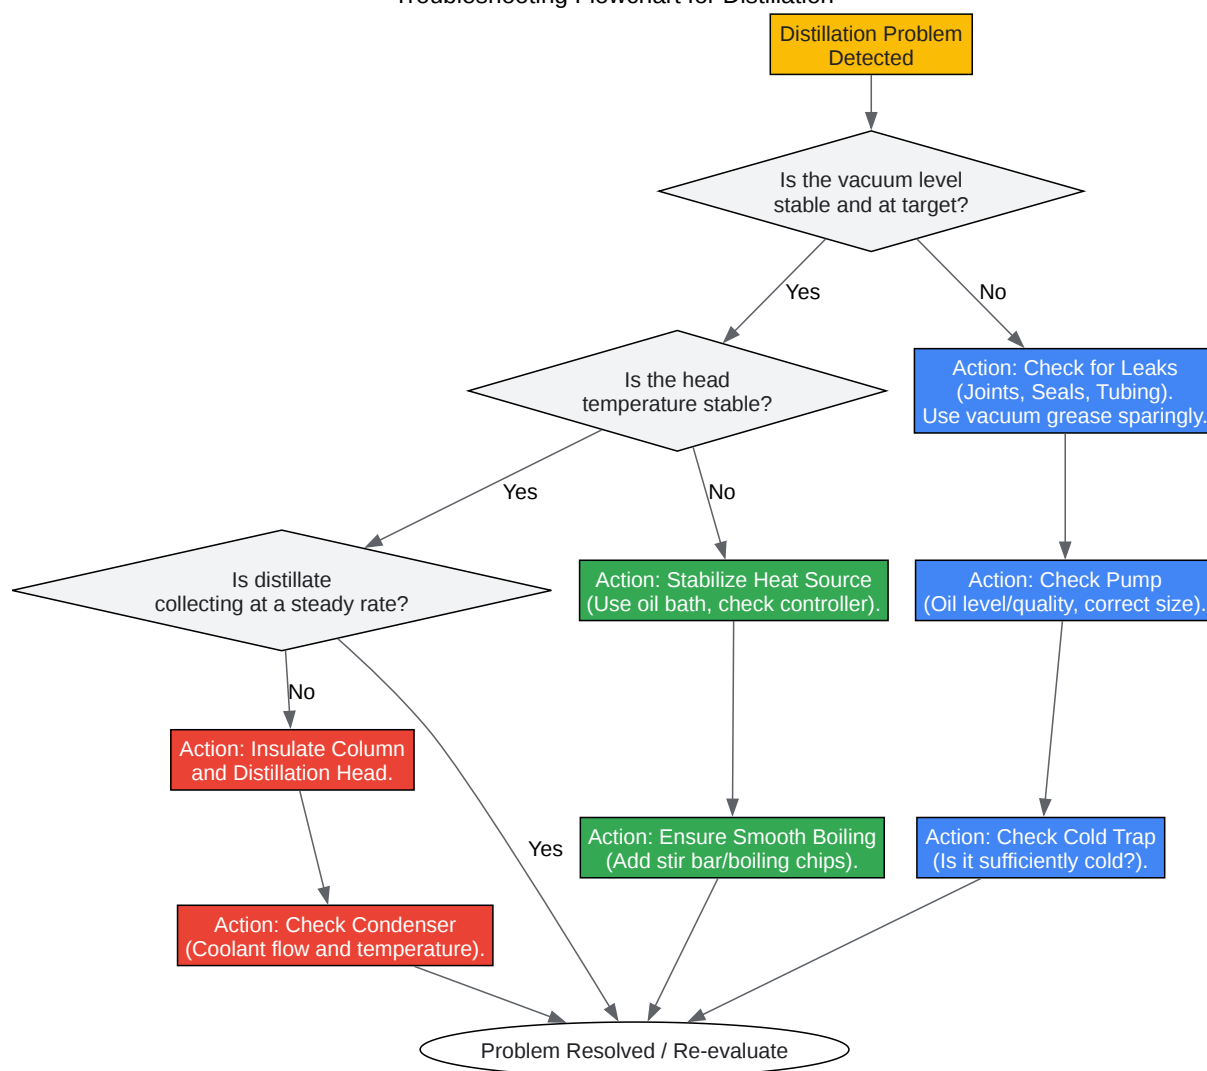 Troubleshooting Flowchart for Distillation
Distillation Problem
Detected
Is the vacuum level
stable and at target?
Yes
No
Is the head
temperature stable?
Action: Check for Leaks
(Joints, Seals, Tubing).
Use vacuum grease sparingly.
Yes
No
Is distillate
collecting at a steady rate?
Action: Stabilize Heat Source
(Use oil bath, check controller).
Action: Check Pump
(Oil level/quality, correct size).
No
Action: Insulate Column
and Distillation Head.
Yes
Action: Ensure Smooth Boiling
(Add stir bar/boiling chips).
Action: Check Cold Trap
(Is it sufficiently cold?).
Action: Check Condenser
(Coolant flow and temperature).
Problem Resolved / Re-evaluate